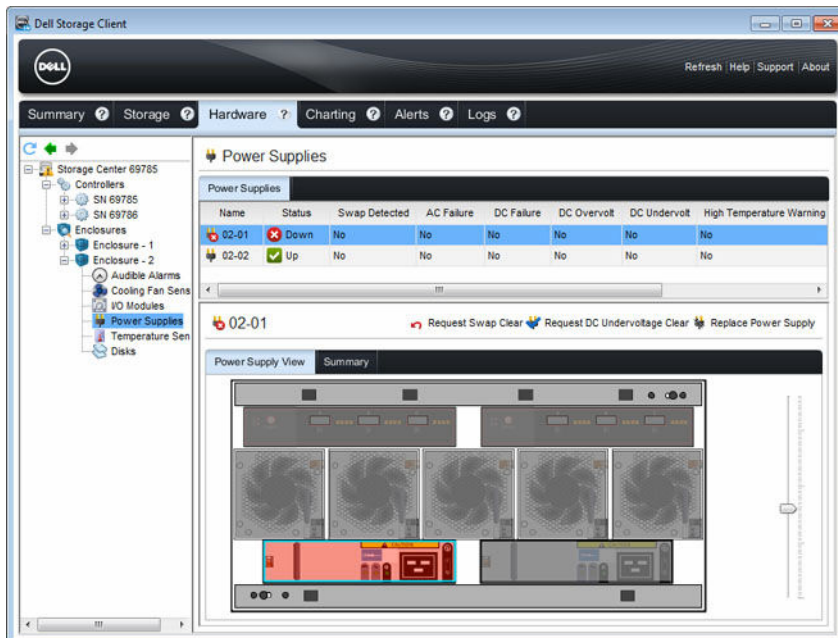 Dell Storage Client
DELL
Refresh Help Support About
Summary ? Storage ? Hardware ? Charting ? Alerts ? Logs ?
Storage Center 69785
Controllers
SN 69785
SN 69786
Enclosures
Enclosure - 1
Enclosure - 2
Audible Alarms
Cooling Fan Sens
I/O Modules
Power Supplies
Temperature Sen
Disks
Power Supplies
Power Supplies
Name Status Swap Detected AC Failure DC Failure DC Overvolt DC Undervolt High Temperature Warning
02-01 Down No No No No No No
02-02 Up No No No No No No
02-01 Request Swap Clear Request DC Undervoltage Clear Replace Power Supply
Power Supply View Summary
CAUTION